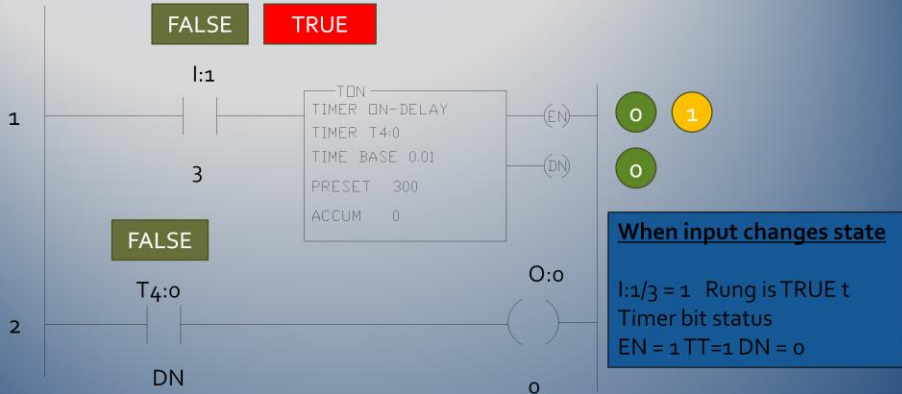 FALSE TRUE
I:1
1
TON
TIMER ON-DELAY
TIMER T4:0
TIME BASE 0.01
PRESET 300
ACCUM 0
(EN)
(DN)
0 1
0
3
FALSE
T4:0
O:0
2
DN
0
When input changes state
I:1/3 = 1 Rung is TRUE t
Timer bit status
EN = 1 TT=1 DN = 0